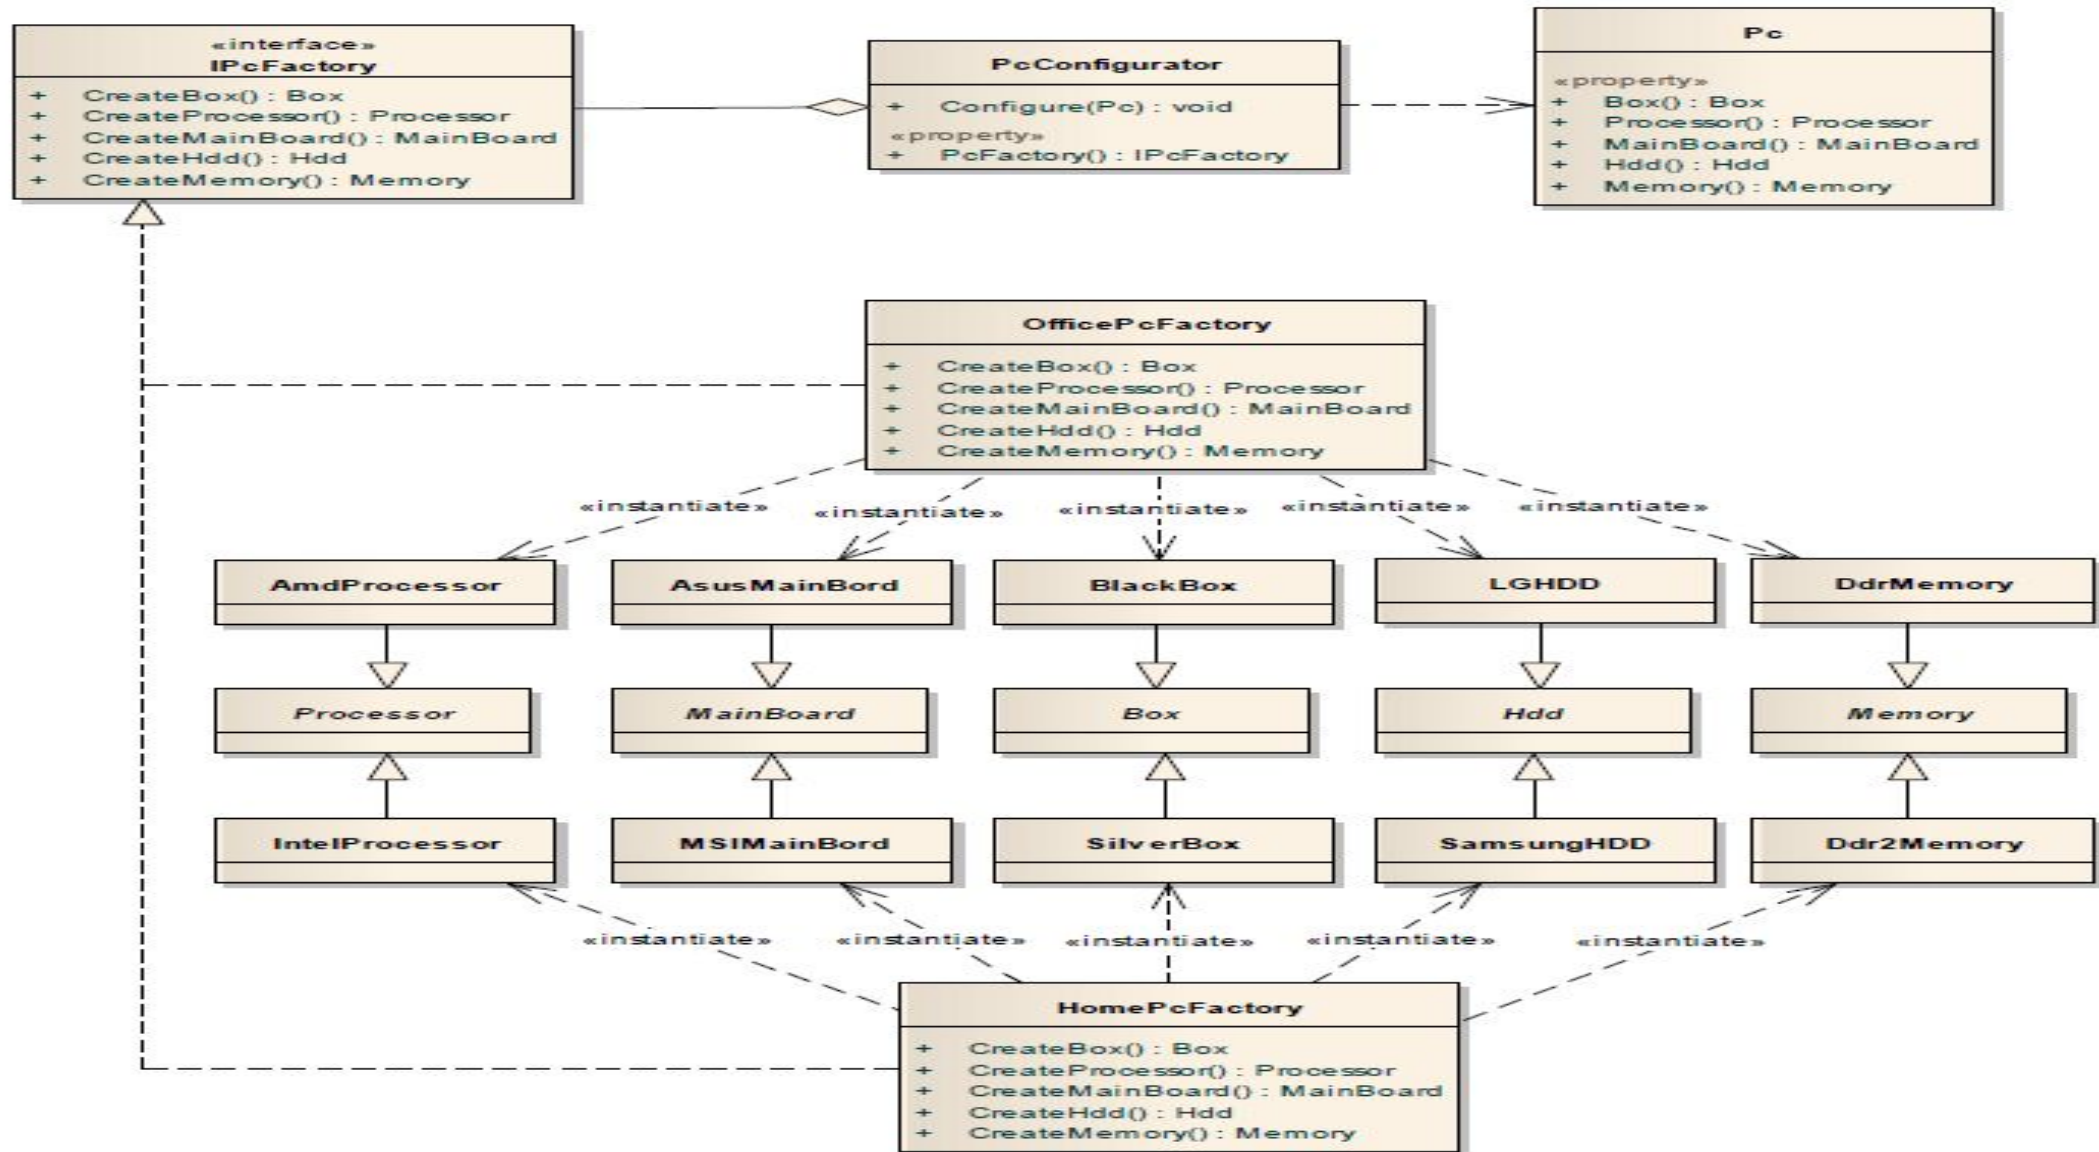 «interface»
IPcFactory
+ CreateBox() : Box
+ CreateProcessor() : Processor
+ CreateMainBoard() : MainBoard
+ CreateHdd() : Hdd
+ CreateMemory() : Memory
PcConfigurator
+ Configure(Pc) : void
«property»
+ PcFactory() : IPcFactory
Pc
«property»
+ Box() : Box
+ Processor() : Processor
+ MainBoard() : MainBoard
+ Hdd() : Hdd
+ Memory() : Memory
OfficePcFactory
+ CreateBox() : Box
+ CreateProcessor() : Processor
+ CreateMainBoard() : MainBoard
+ CreateHdd() : Hdd
+ CreateMemory() : Memory
«instantiate» «instantiate» «instantiate» «instantiate» «instantiate»
AmdProcessor AsusMainBord BlackBox LGHDD DdrMemory
Processor MainBoard Box Hdd Memory
IntelProcessor MSIMainBord SilverBox SamsungHDD Ddr2Memory
«instantiate» «instantiate» «instantiate» «instantiate» «instantiate»
HomePcFactory
+ CreateBox() : Box
+ CreateProcessor() : Processor
+ CreateMainBoard() : MainBoard
+ CreateHdd() : Hdd
+ CreateMemory() : Memory